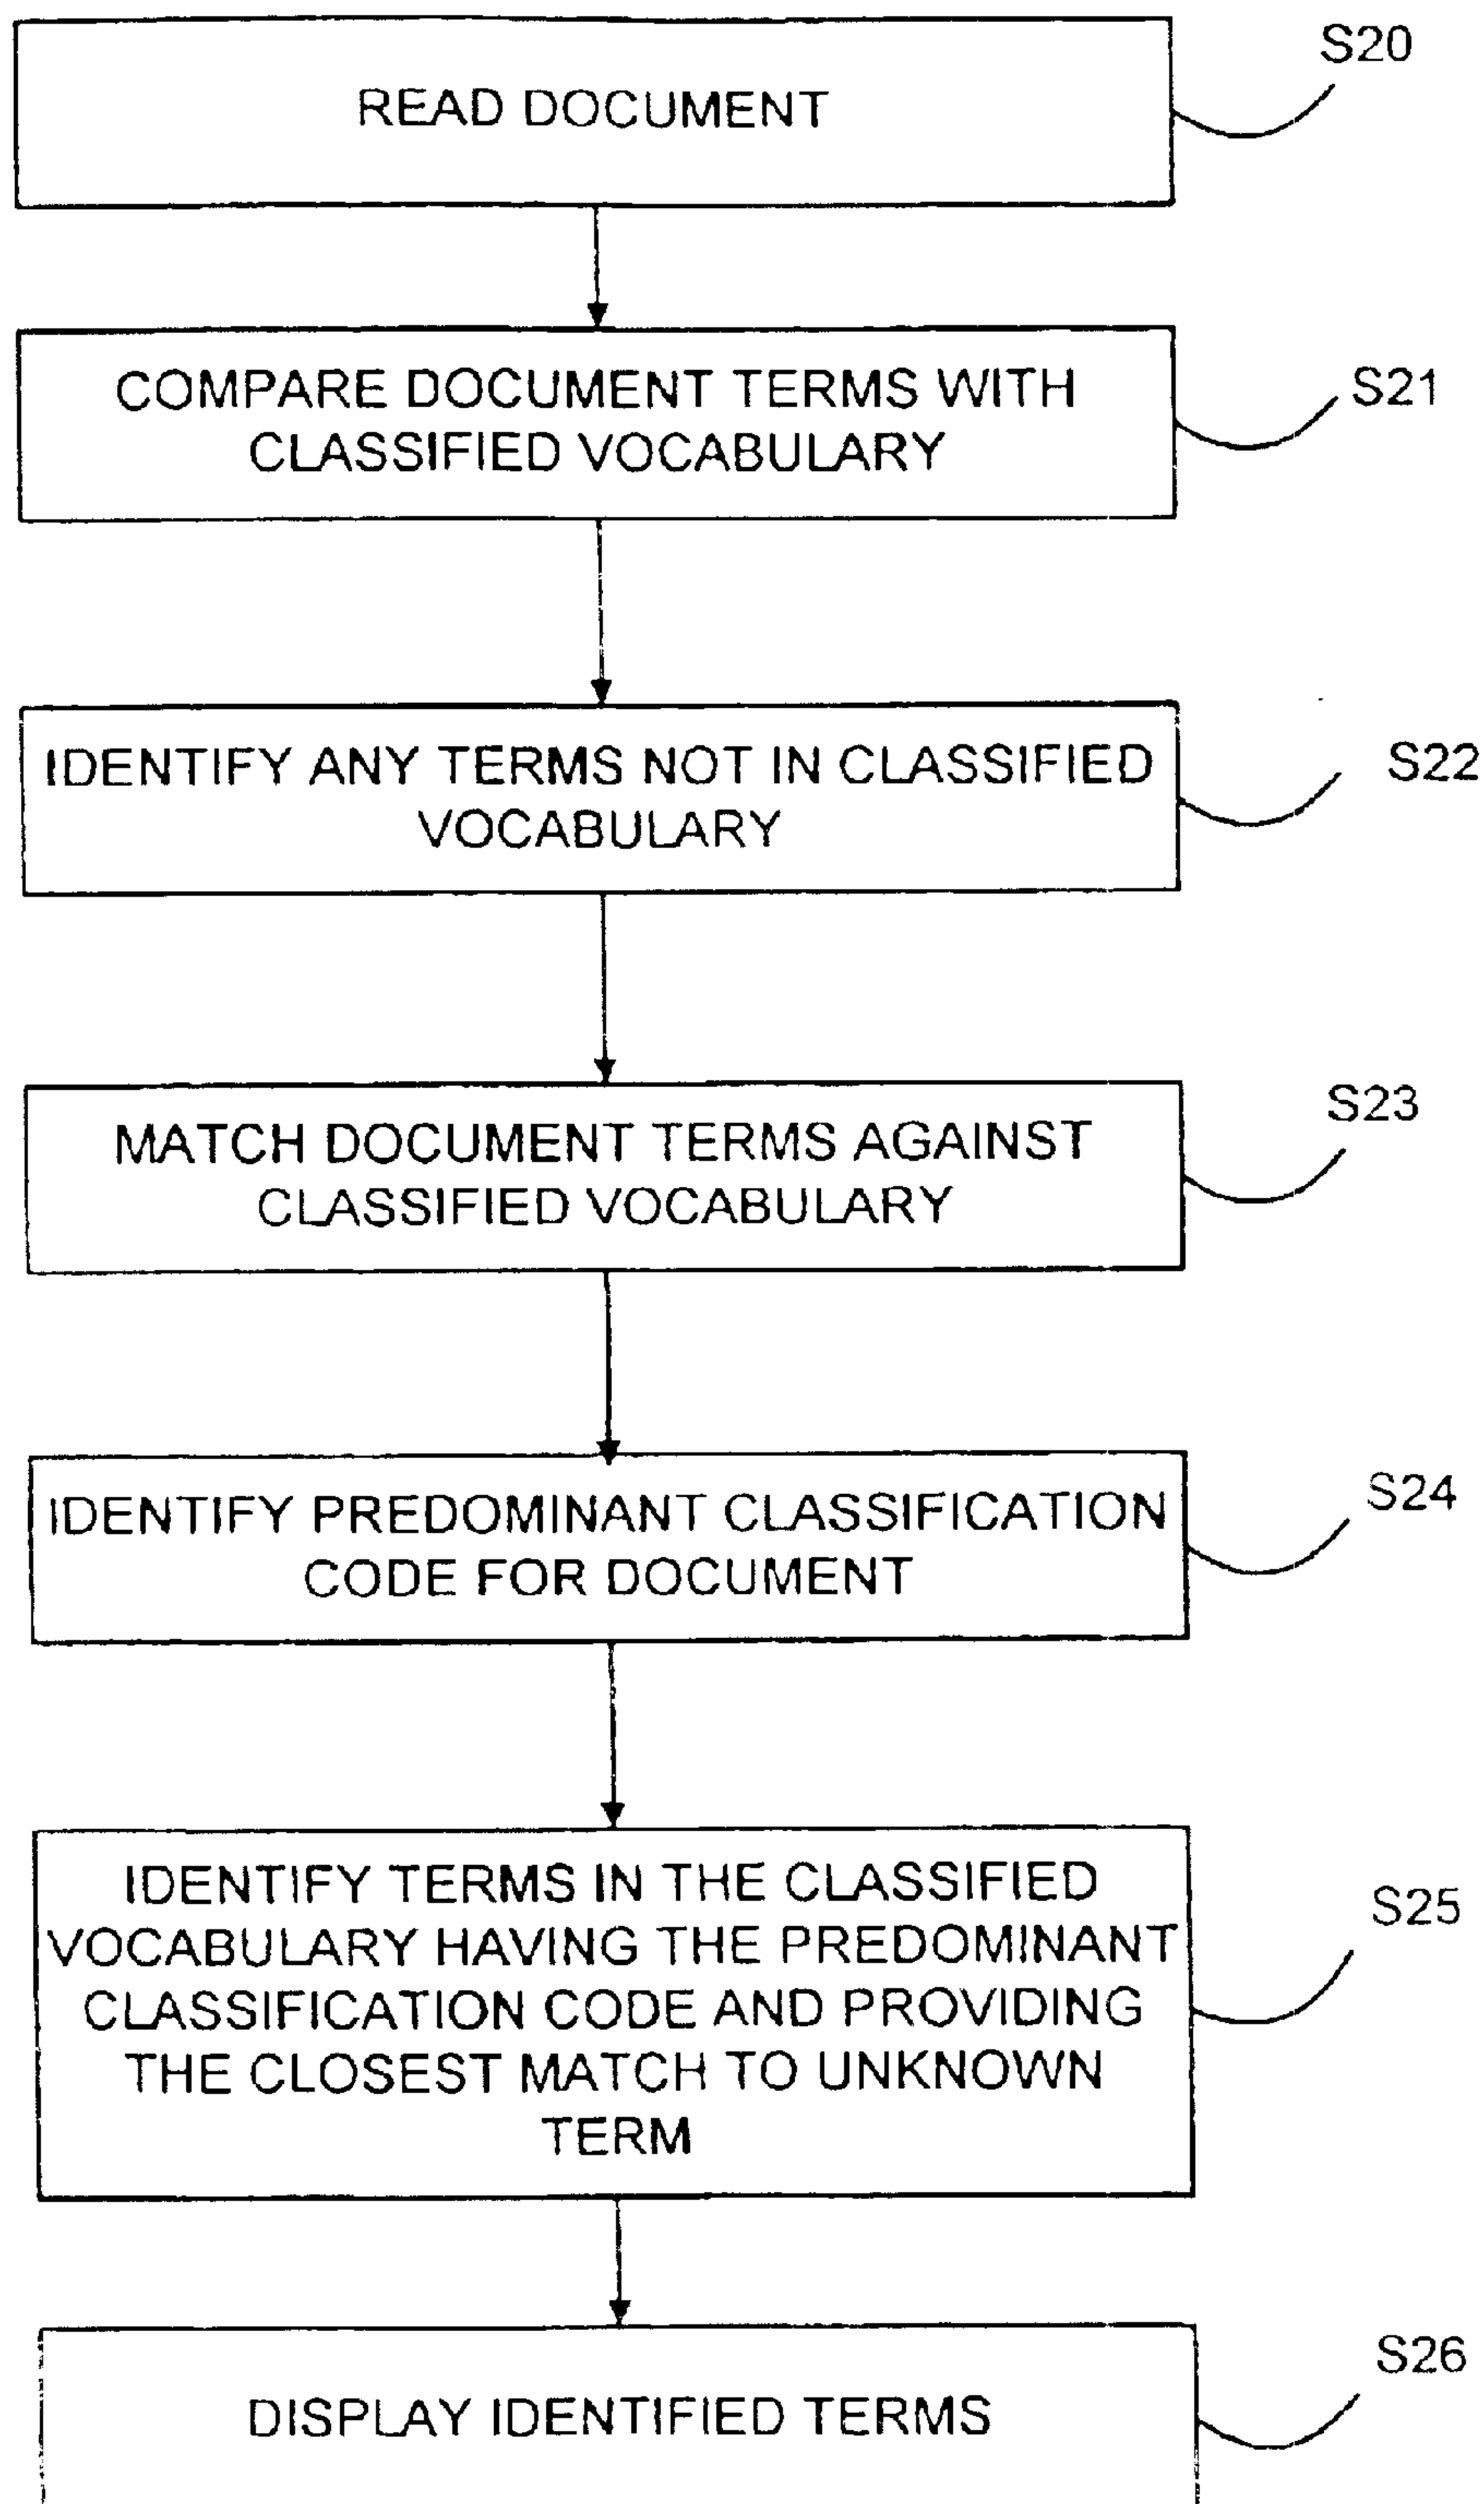 READ DOCUMENT
S20
COMPARE DOCUMENT TERMS WITH
CLASSIFIED VOCABULARY
S21
IDENTIFY ANY TERMS NOT IN CLASSIFIED
VOCABULARY
S22
MATCH DOCUMENT TERMS AGAINST
CLASSIFIED VOCABULARY
S23
IDENTIFY PREDOMINANT CLASSIFICATION
CODE FOR DOCUMENT
S24
IDENTIFY TERMS IN THE CLASSIFIED
VOCABULARY HAVING THE PREDOMINANT
CLASSIFICATION CODE AND PROVIDING
THE CLOSEST MATCH TO UNKNOWN
TERM
S25
DISPLAY IDENTIFIED TERMS
S26